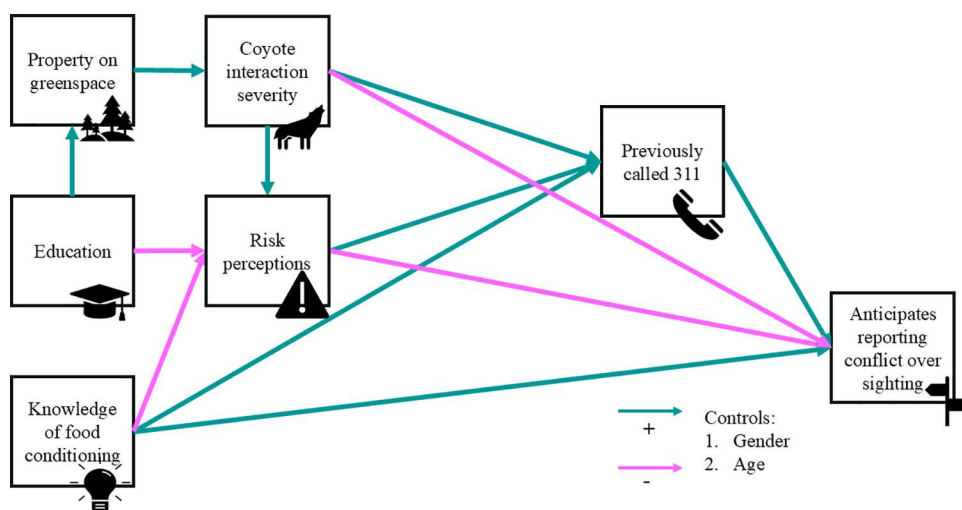 Property on
greenspace
Coyote
interaction
severity
Previously
called 311
Education
Risk
perceptions
Anticipates
reporting
conflict over
sighting
Knowledge
of food
conditioning
+
-
Controls:
1. Gender
2. Age